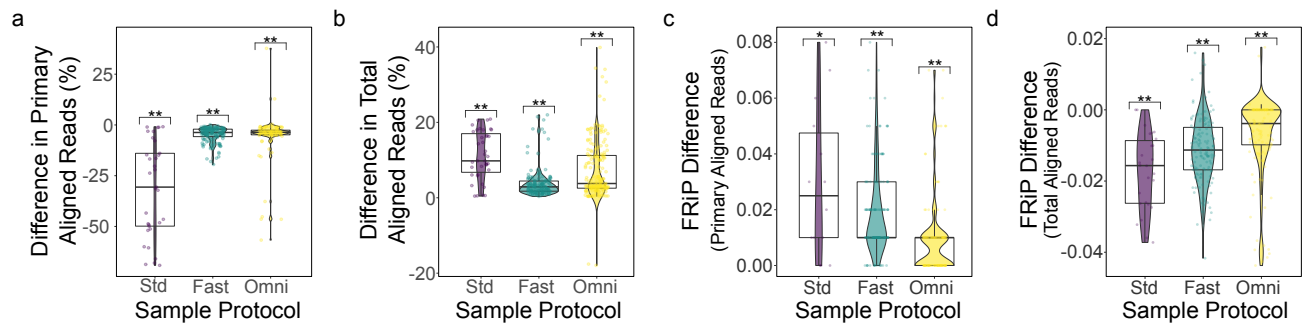 a
Difference in Primary
Aligned Reads (%)
25
0
-25
-50
**
**
**
Std
Fast
Omni
Sample Protocol
b
Difference in Total
Aligned Reads (%)
40
20
0
-20
**
**
**
Std
Fast
Omni
Sample Protocol
c
FRiP Difference
(Primary Aligned Reads)
0.08
0.06
0.04
0.02
0.00
*
**
**
Std
Fast
Omni
Sample Protocol
d
FRiP Difference
(Total Aligned Reads)
0.02
0.00
-0.02
-0.04
**
**
**
Std
Fast
Omni
Sample Protocol